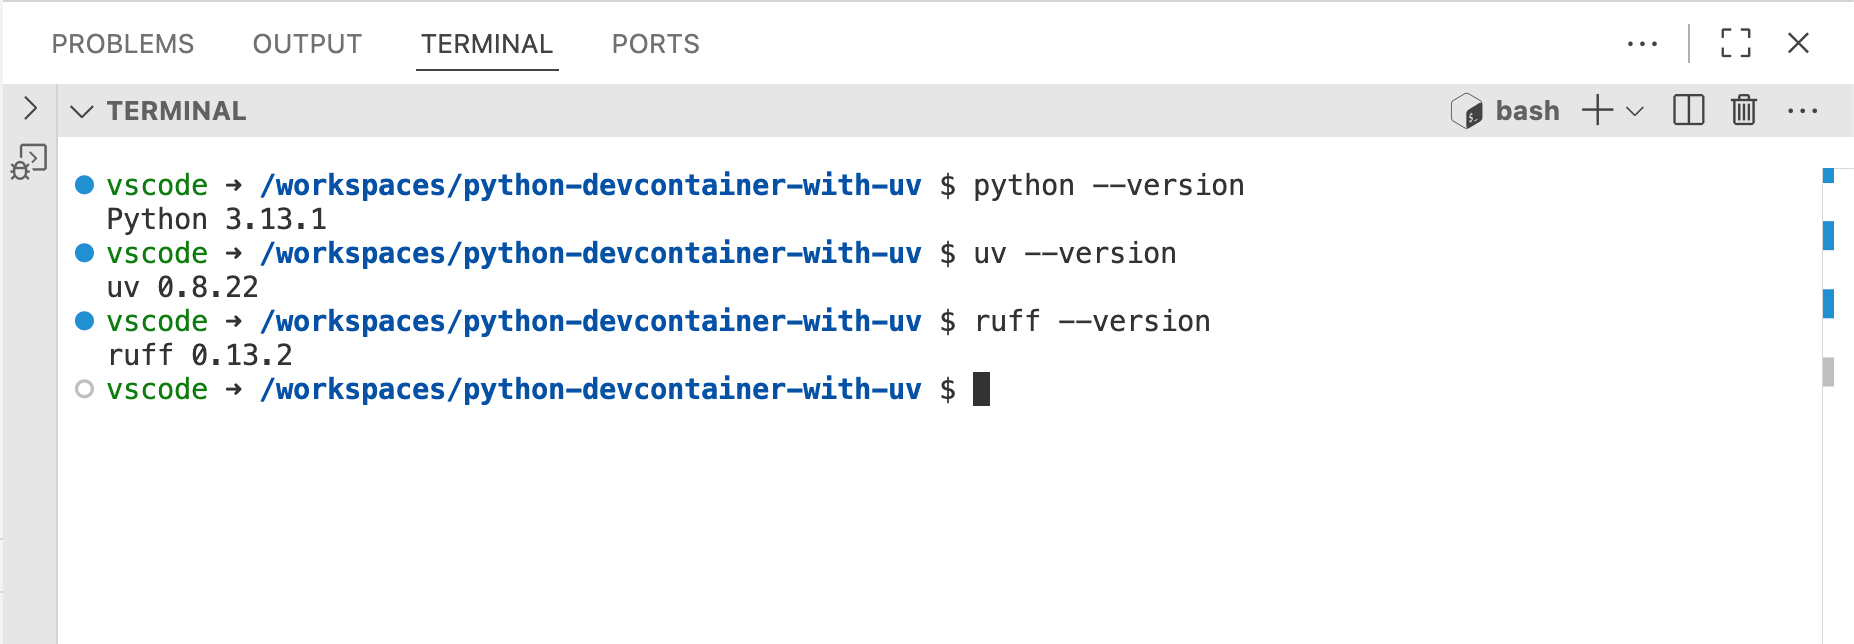 PROBLEMS OUTPUT TERMINAL PORTS
TERMINAL bash
vscode → /workspaces/python-devcontainer-with-uv $ python --version
Python 3.13.1
vscode → /workspaces/python-devcontainer-with-uv $ uv --version
uv 0.8.22
vscode → /workspaces/python-devcontainer-with-uv $ ruff --version
ruff 0.13.2
vscode → /workspaces/python-devcontainer-with-uv $